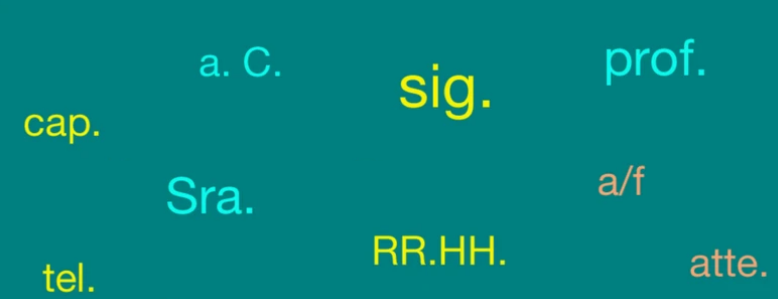 a. C.
sig.
prof.
cap.
Sra.
a/f
tel.
RR.HH.
atte.